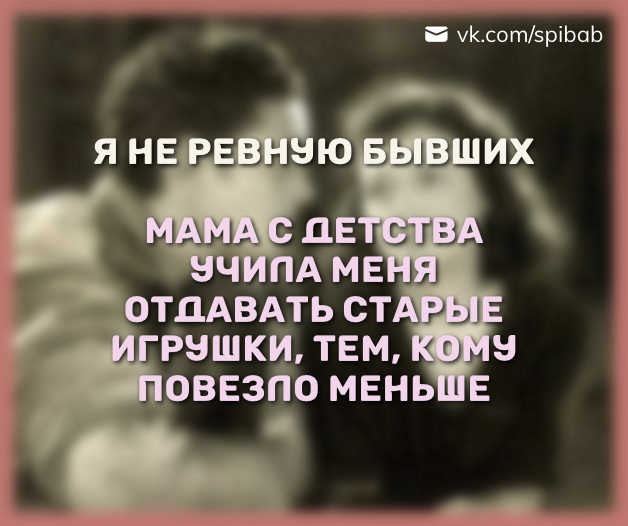 vk.com/spibab
Я НЕ РЕВНУЮ БЫВШИХ
МАМА С ДЕТСТВА
УЧИЛА МЕНЯ
ОТДАВАТЬ СТАРЫЕ
ИГРУШКИ, ТЕМ, КОМУ
ПОВЕЗЛО МЕНЬШЕ